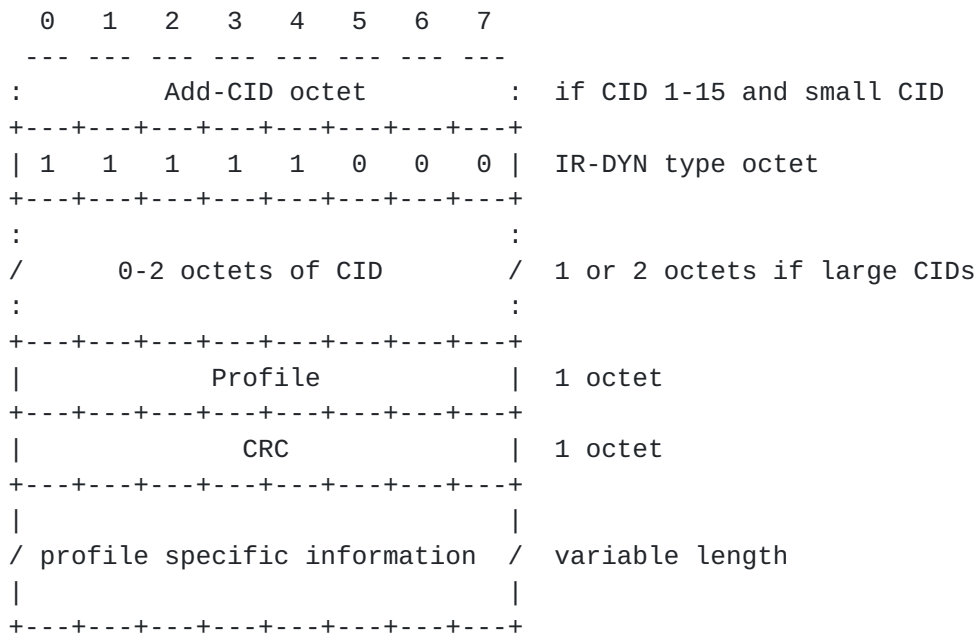 0   1   2   3   4   5   6   7
 --- --- --- --- --- --- --- ---
:         Add-CID octet         :  if CID 1-15 and small CID
+---+---+---+---+---+---+---+---+
| 1   1   1   1   1   0   0   0 |  IR-DYN type octet
+---+---+---+---+---+---+---+---+
:                               :
/      0-2 octets of CID        /  1 or 2 octets if large CIDs
:                               :
+---+---+---+---+---+---+---+---+
|            Profile            |  1 octet
+---+---+---+---+---+---+---+---+
|              CRC              |  1 octet
+---+---+---+---+---+---+---+---+
|                               |
/ profile specific information  /  variable length
|                               |
+---+---+---+---+---+---+---+---+